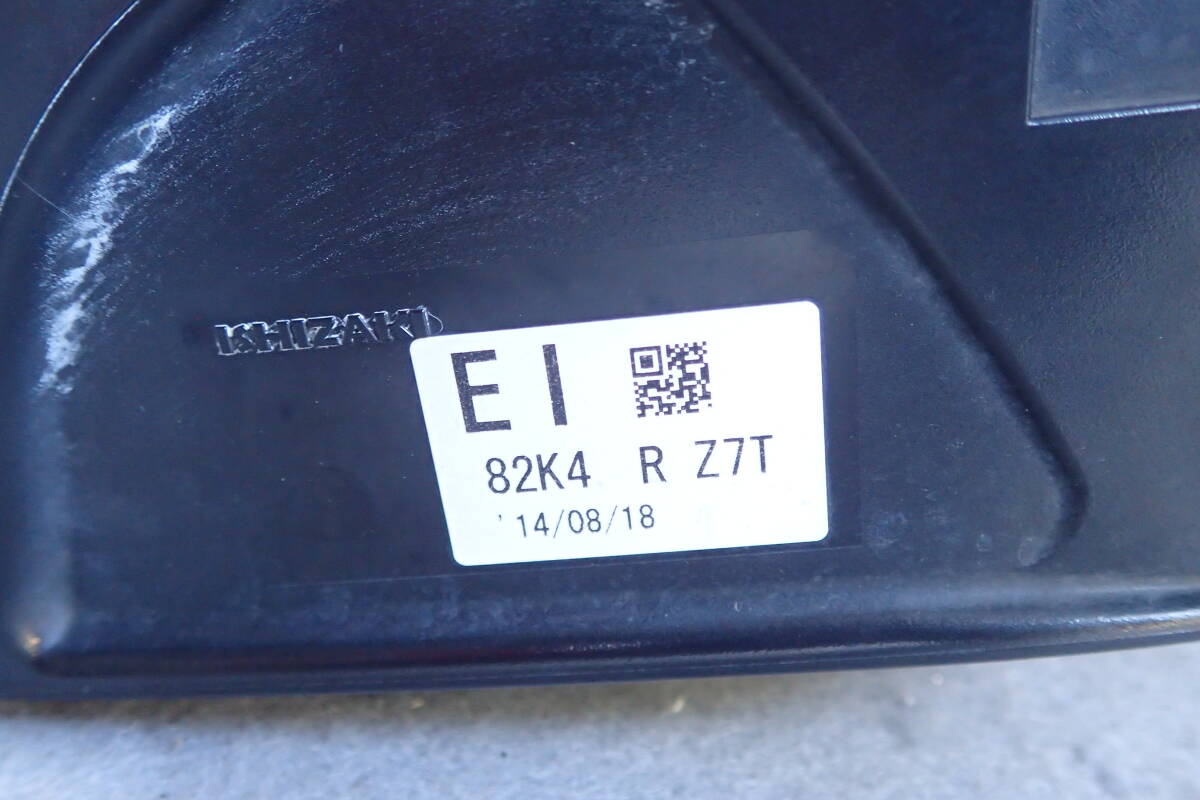 ISHIZAKI
EI
82K4 R Z7T
'14/08/18